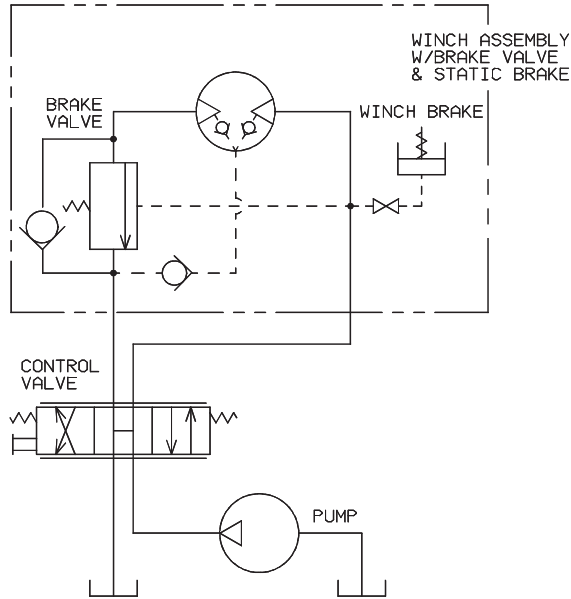 WINCH ASSEMBLY
W/BRAKE VALVE
& STATIC BRAKE
BRAKE
VALVE
WINCH BRAKE
CONTROL
VALVE
PUMP